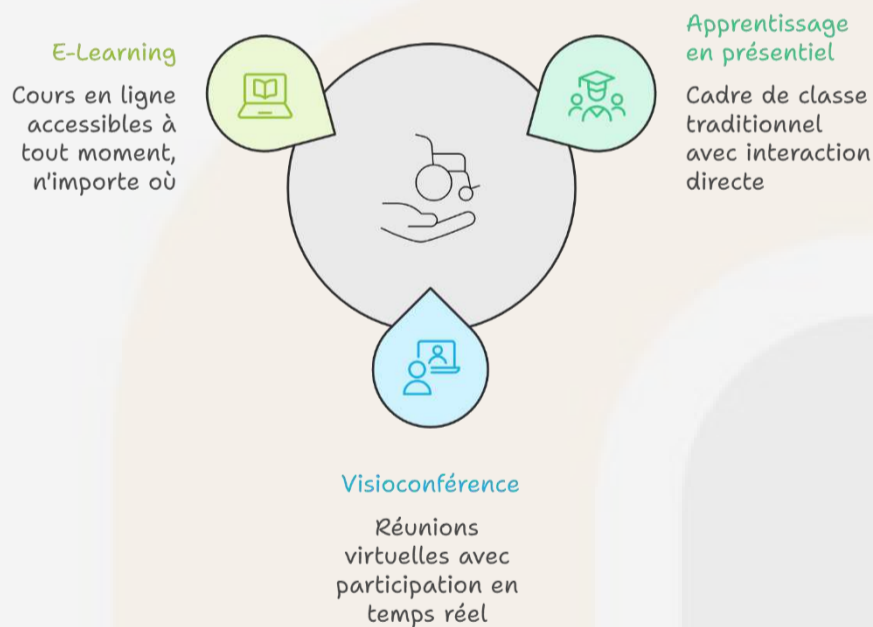 E-Learning
Cours en ligne
accessibles à
tout moment,
n'importe où
Apprentissage
en présentiel
Cadre de classe
traditionnel
avec interaction
directe
Visioconférence
Réunions
virtuelles avec
participation en
temps réel